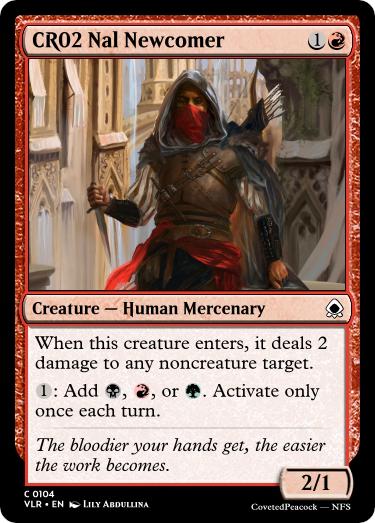 CR02 Nal Newcomer 1
Creature — Human Mercenary
When this creature enters, it deals 2
damage to any noncreature target.
1: Add , , or . Activate only
once each turn.
The bloodier your hands get, the easier
the work becomes.
2/1
C 0104
VLR • EN Lily Abdullina
CovetedPeacock — NFS